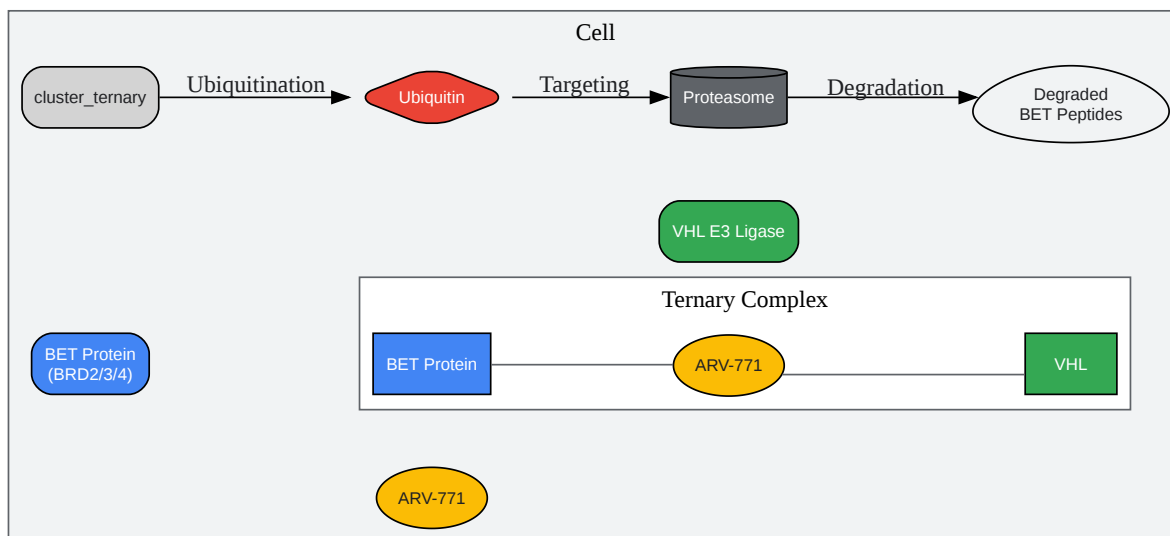 Cell
cluster_ternary
Ubiquitination
Ubiquitin
Targeting
Proteasome
Degradation
Degraded
BET Peptides
VHL E3 Ligase
Ternary Complex
BET Protein
(BRD2/3/4)
BET Protein
ARV-771
VHL
ARV-771